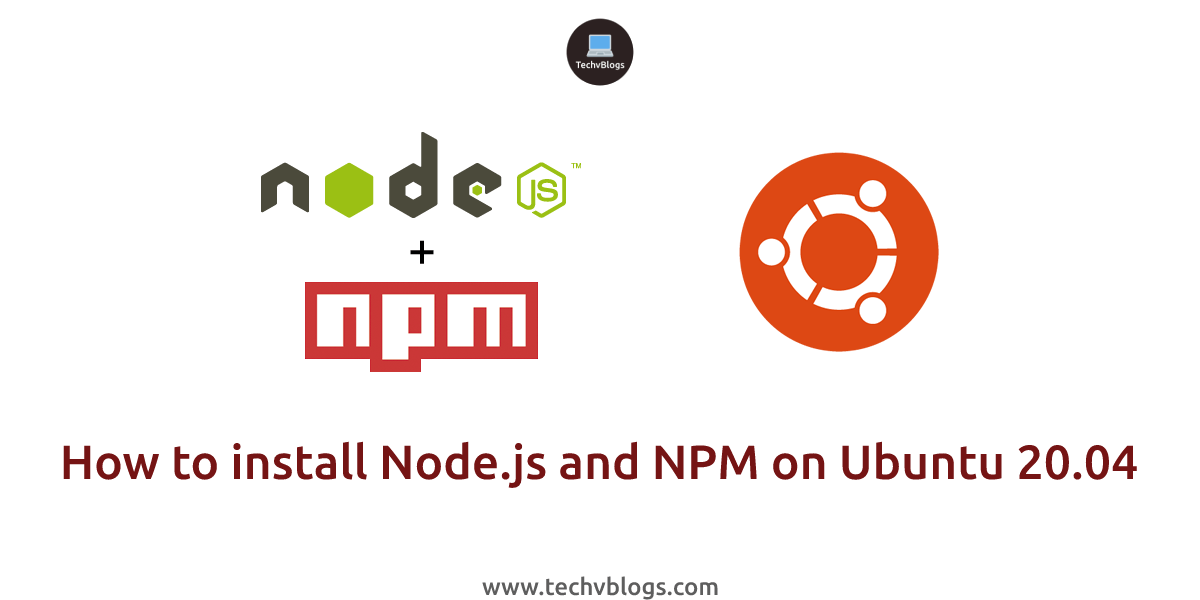 TechvBlogs
node JS ™
+
npm
How to install Node.js and NPM on Ubuntu 20.04
www.techvblogs.com